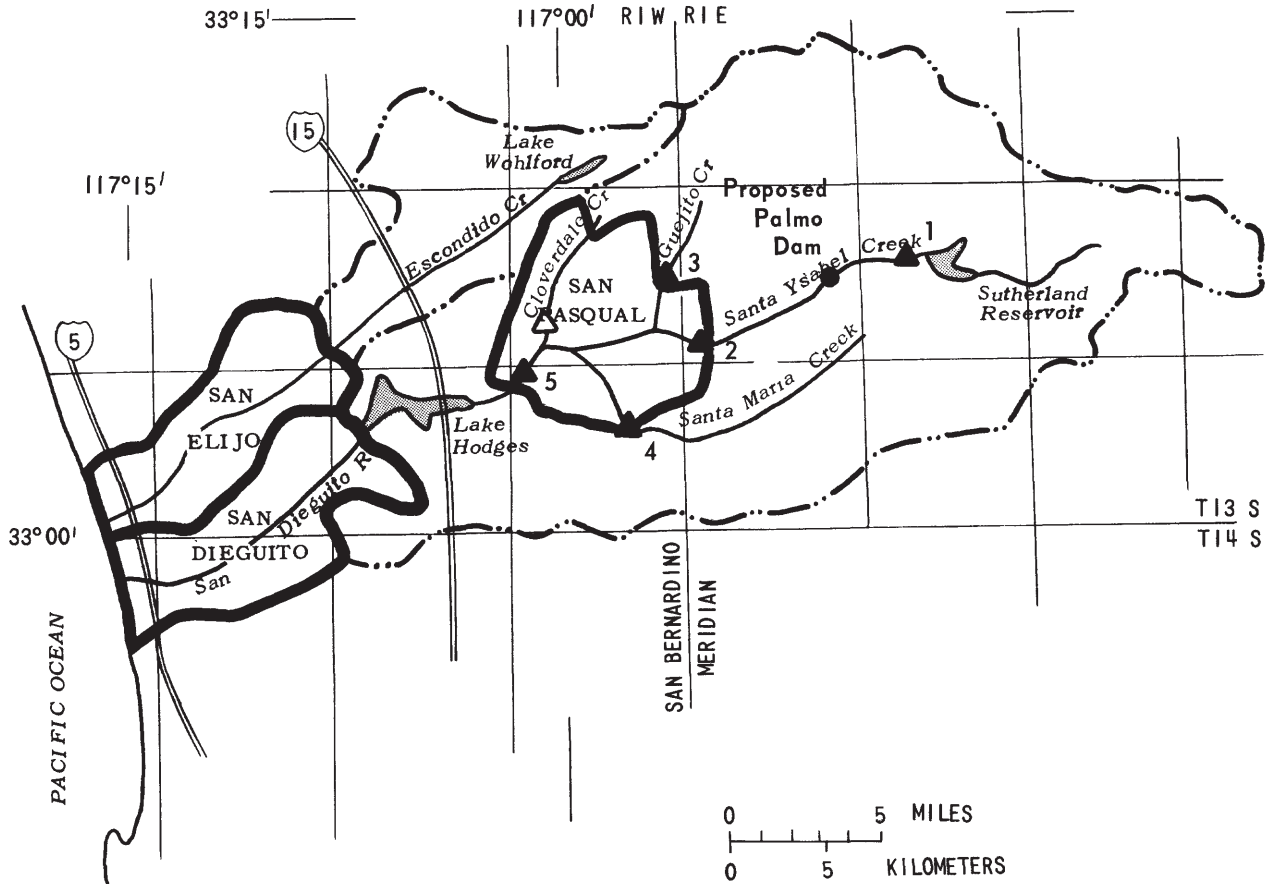 33°15'
117°00'
R1W R1E
15
Lake
Wohlford
117°15'
Escondido Cr
Cloverdale Cr
Guejito Cr
Proposed
Palmo
Dam
Santa Ysabel Creek
1
3
SAN
PASQUAL
Sutherland
Reservoir
5
2
5
Santa Maria Creek
SAN
ELIJO
Lake
Hodges
4
SAN
DIEGUITO
San Dieguito R
33°00'
T13 S
T14 S
SAN BERNARDINO
MERIDIAN
PACIFIC OCEAN
0 5 MILES
0 5 KILOMETERS